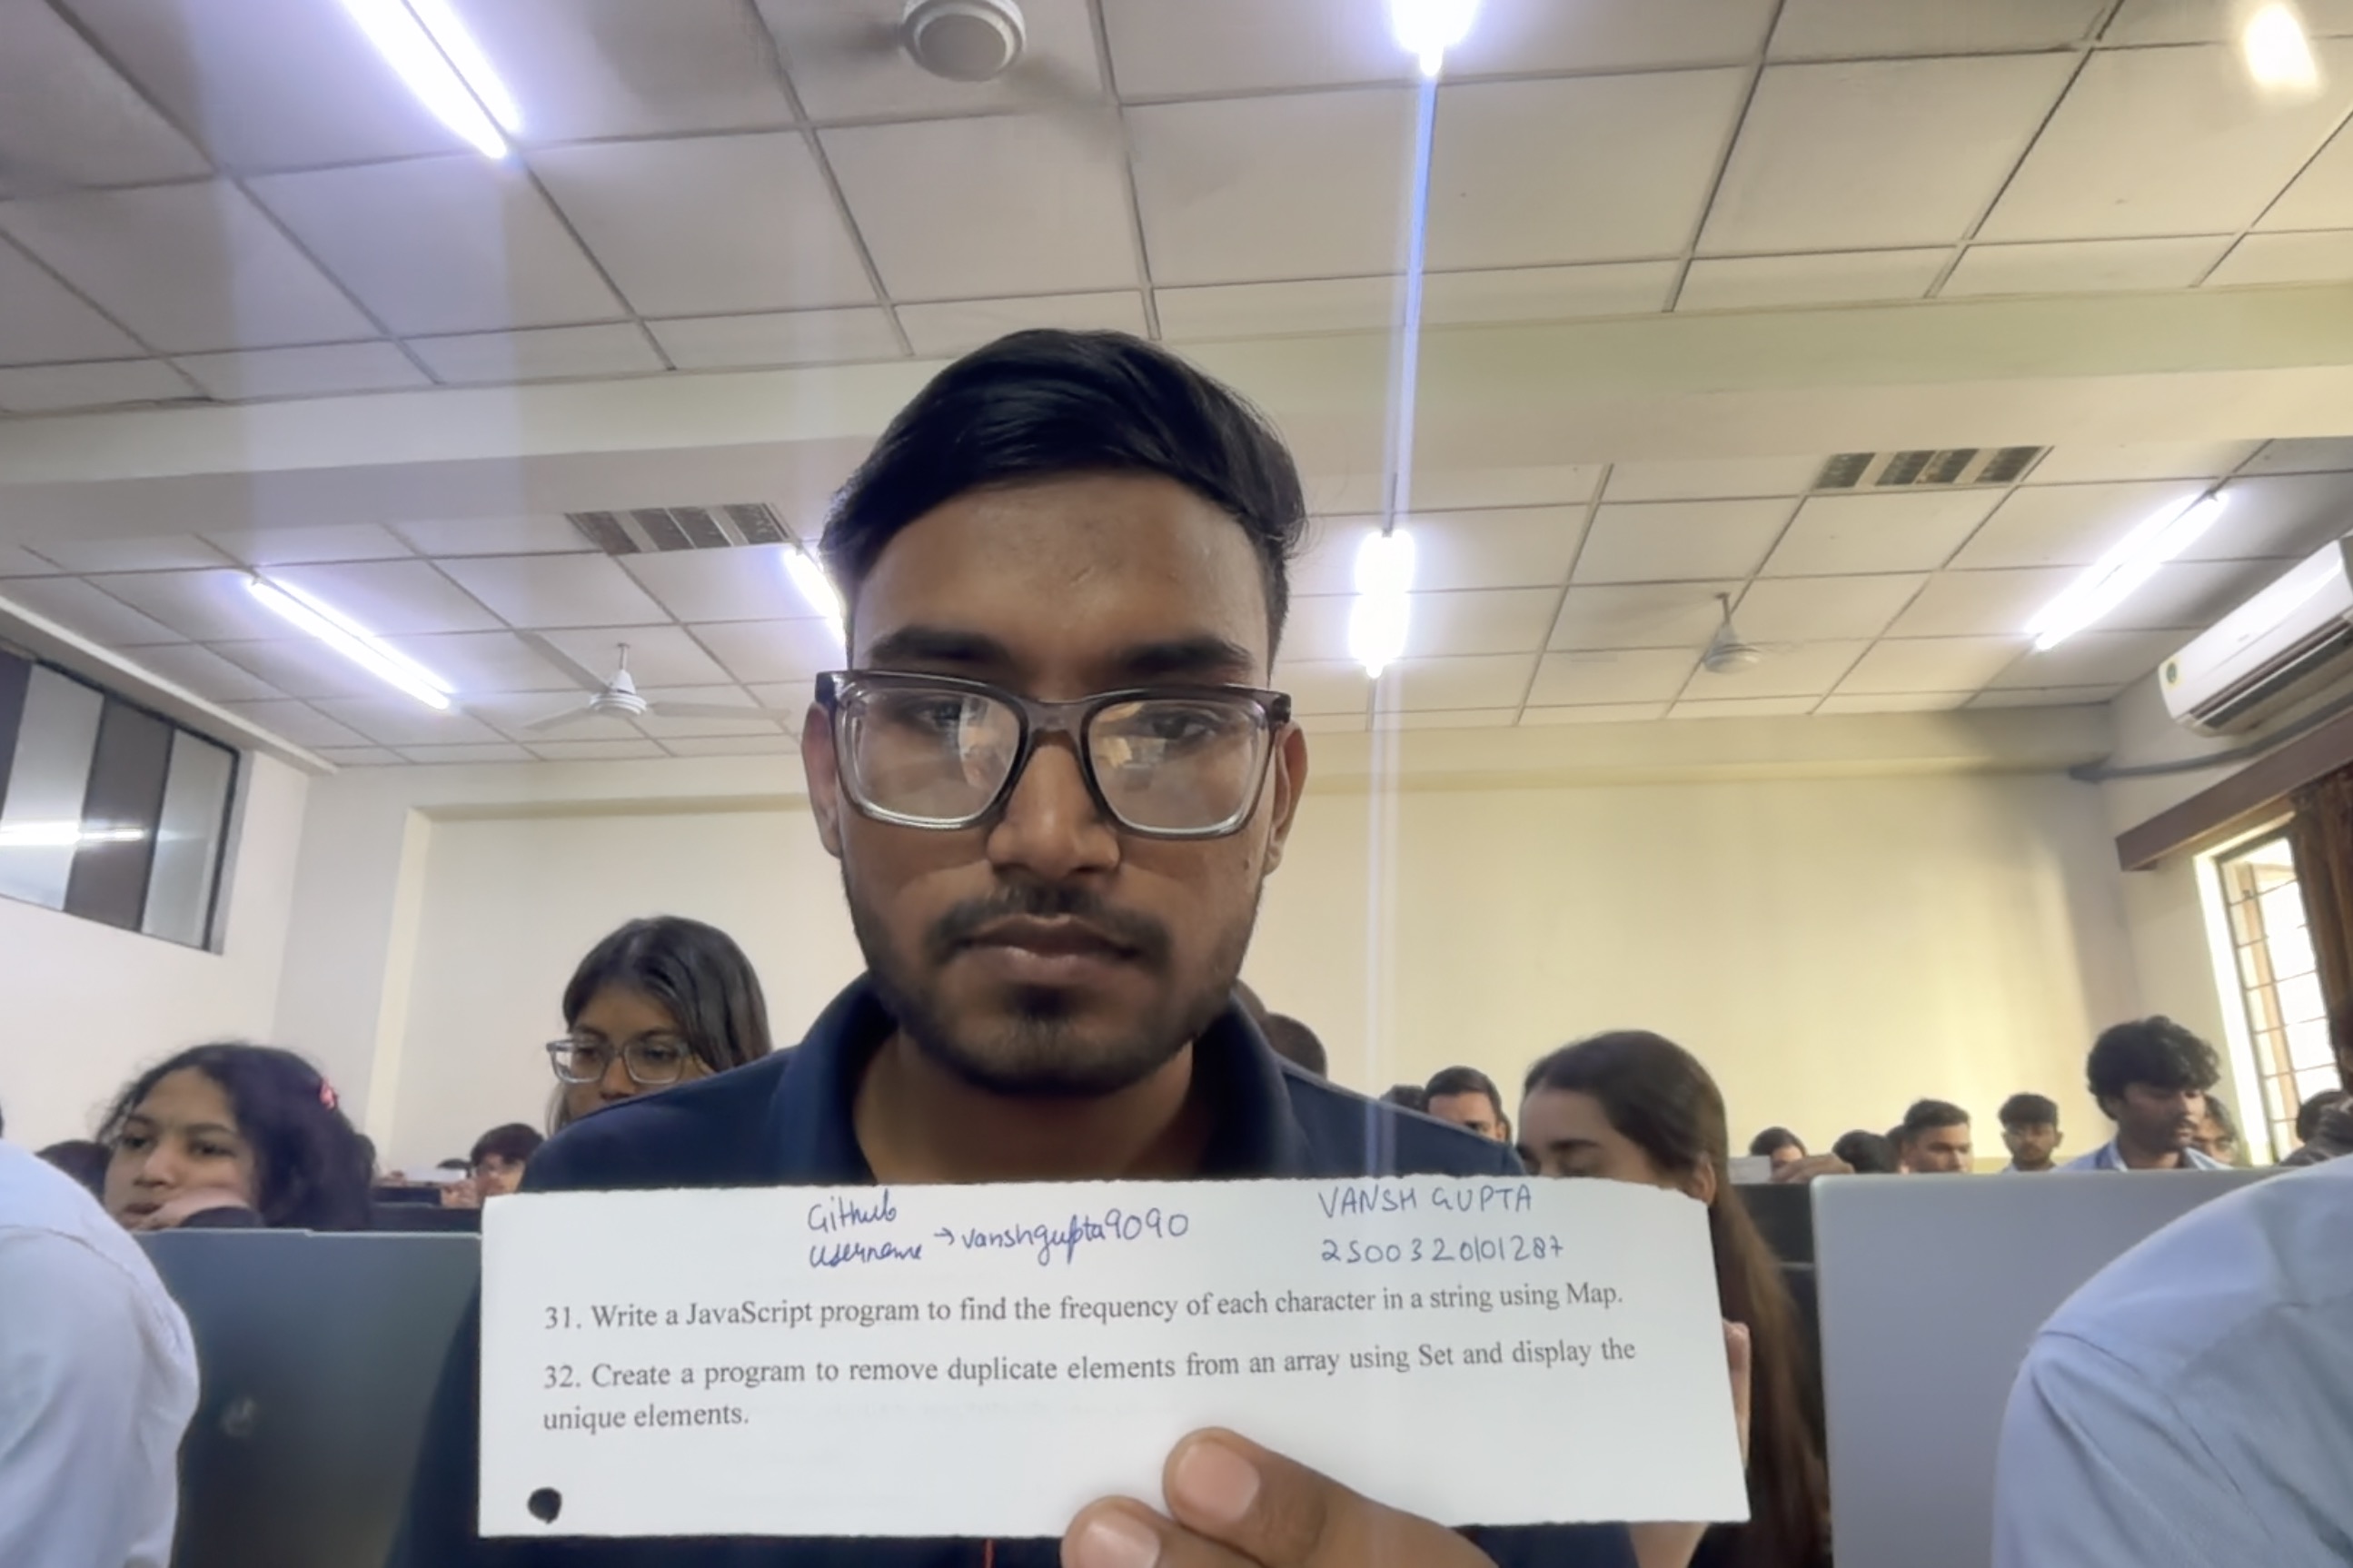 Github
username → vanshgupta9090
VANSH GUPTA
2500320101287
31. Write a JavaScript program to find the frequency of each character in a string using Map.
32. Create a program to remove duplicate elements from an array using Set and display the
unique elements.